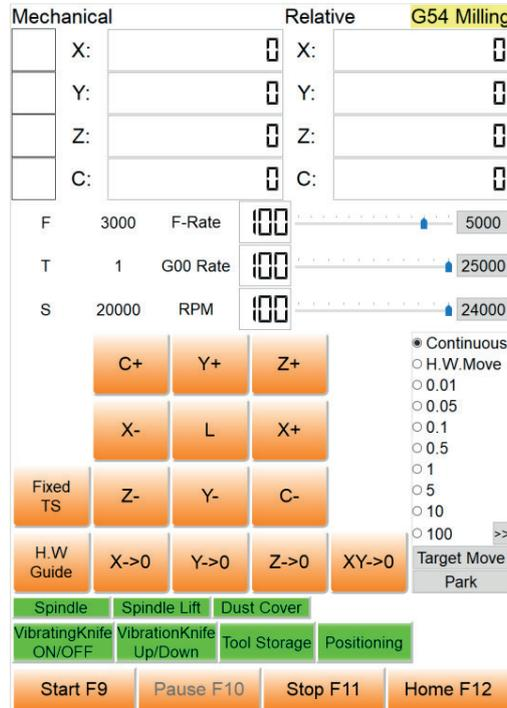 Mechanical Relative G54 Milling
X: 0 X: 0
Y: 0 Y: 0
Z: 0 Z: 0
C: 0 C: 0
F 3000 F-Rate 100 5000
T 1 G00 Rate 100 25000
S 20000 RPM 100 24000
Continuous
H.W.Move
0.01
0.05
0.1
0.5
1
5
10
100 >>
Target Move
Park
C+ Y+ Z+
X- L X+
Fixed
TS
Z- Y- C-
H.W
Guide
X->0 Y->0 Z->0 XY->0
Spindle Spindle Lift Dust Cover
VibratingKnife
ON/OFF
VibrationKnife
Up/Down
Tool Storage Positioning
Start F9 Pause F10 Stop F11 Home F12